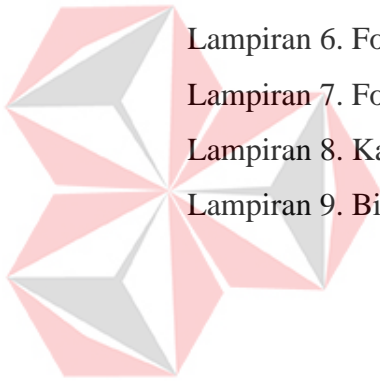 Lampiran 6. Fo
Lampiran 7. Fo
Lampiran 8. Ka
Lampiran 9. Bi